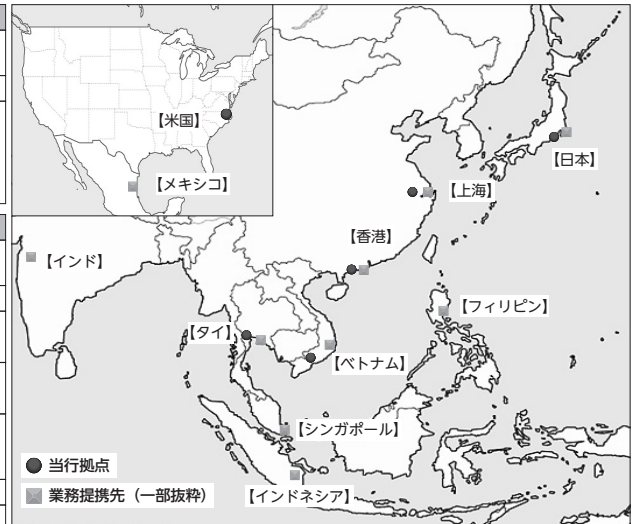 【米国】
【メキシコ】
【日本】
【上海】
【香港】
【インド】
【フィリピン】
【タイ】
【ベトナム】
【シンガポール】
【インドネシア】
当行拠点
業務提携先（一部抜粋）